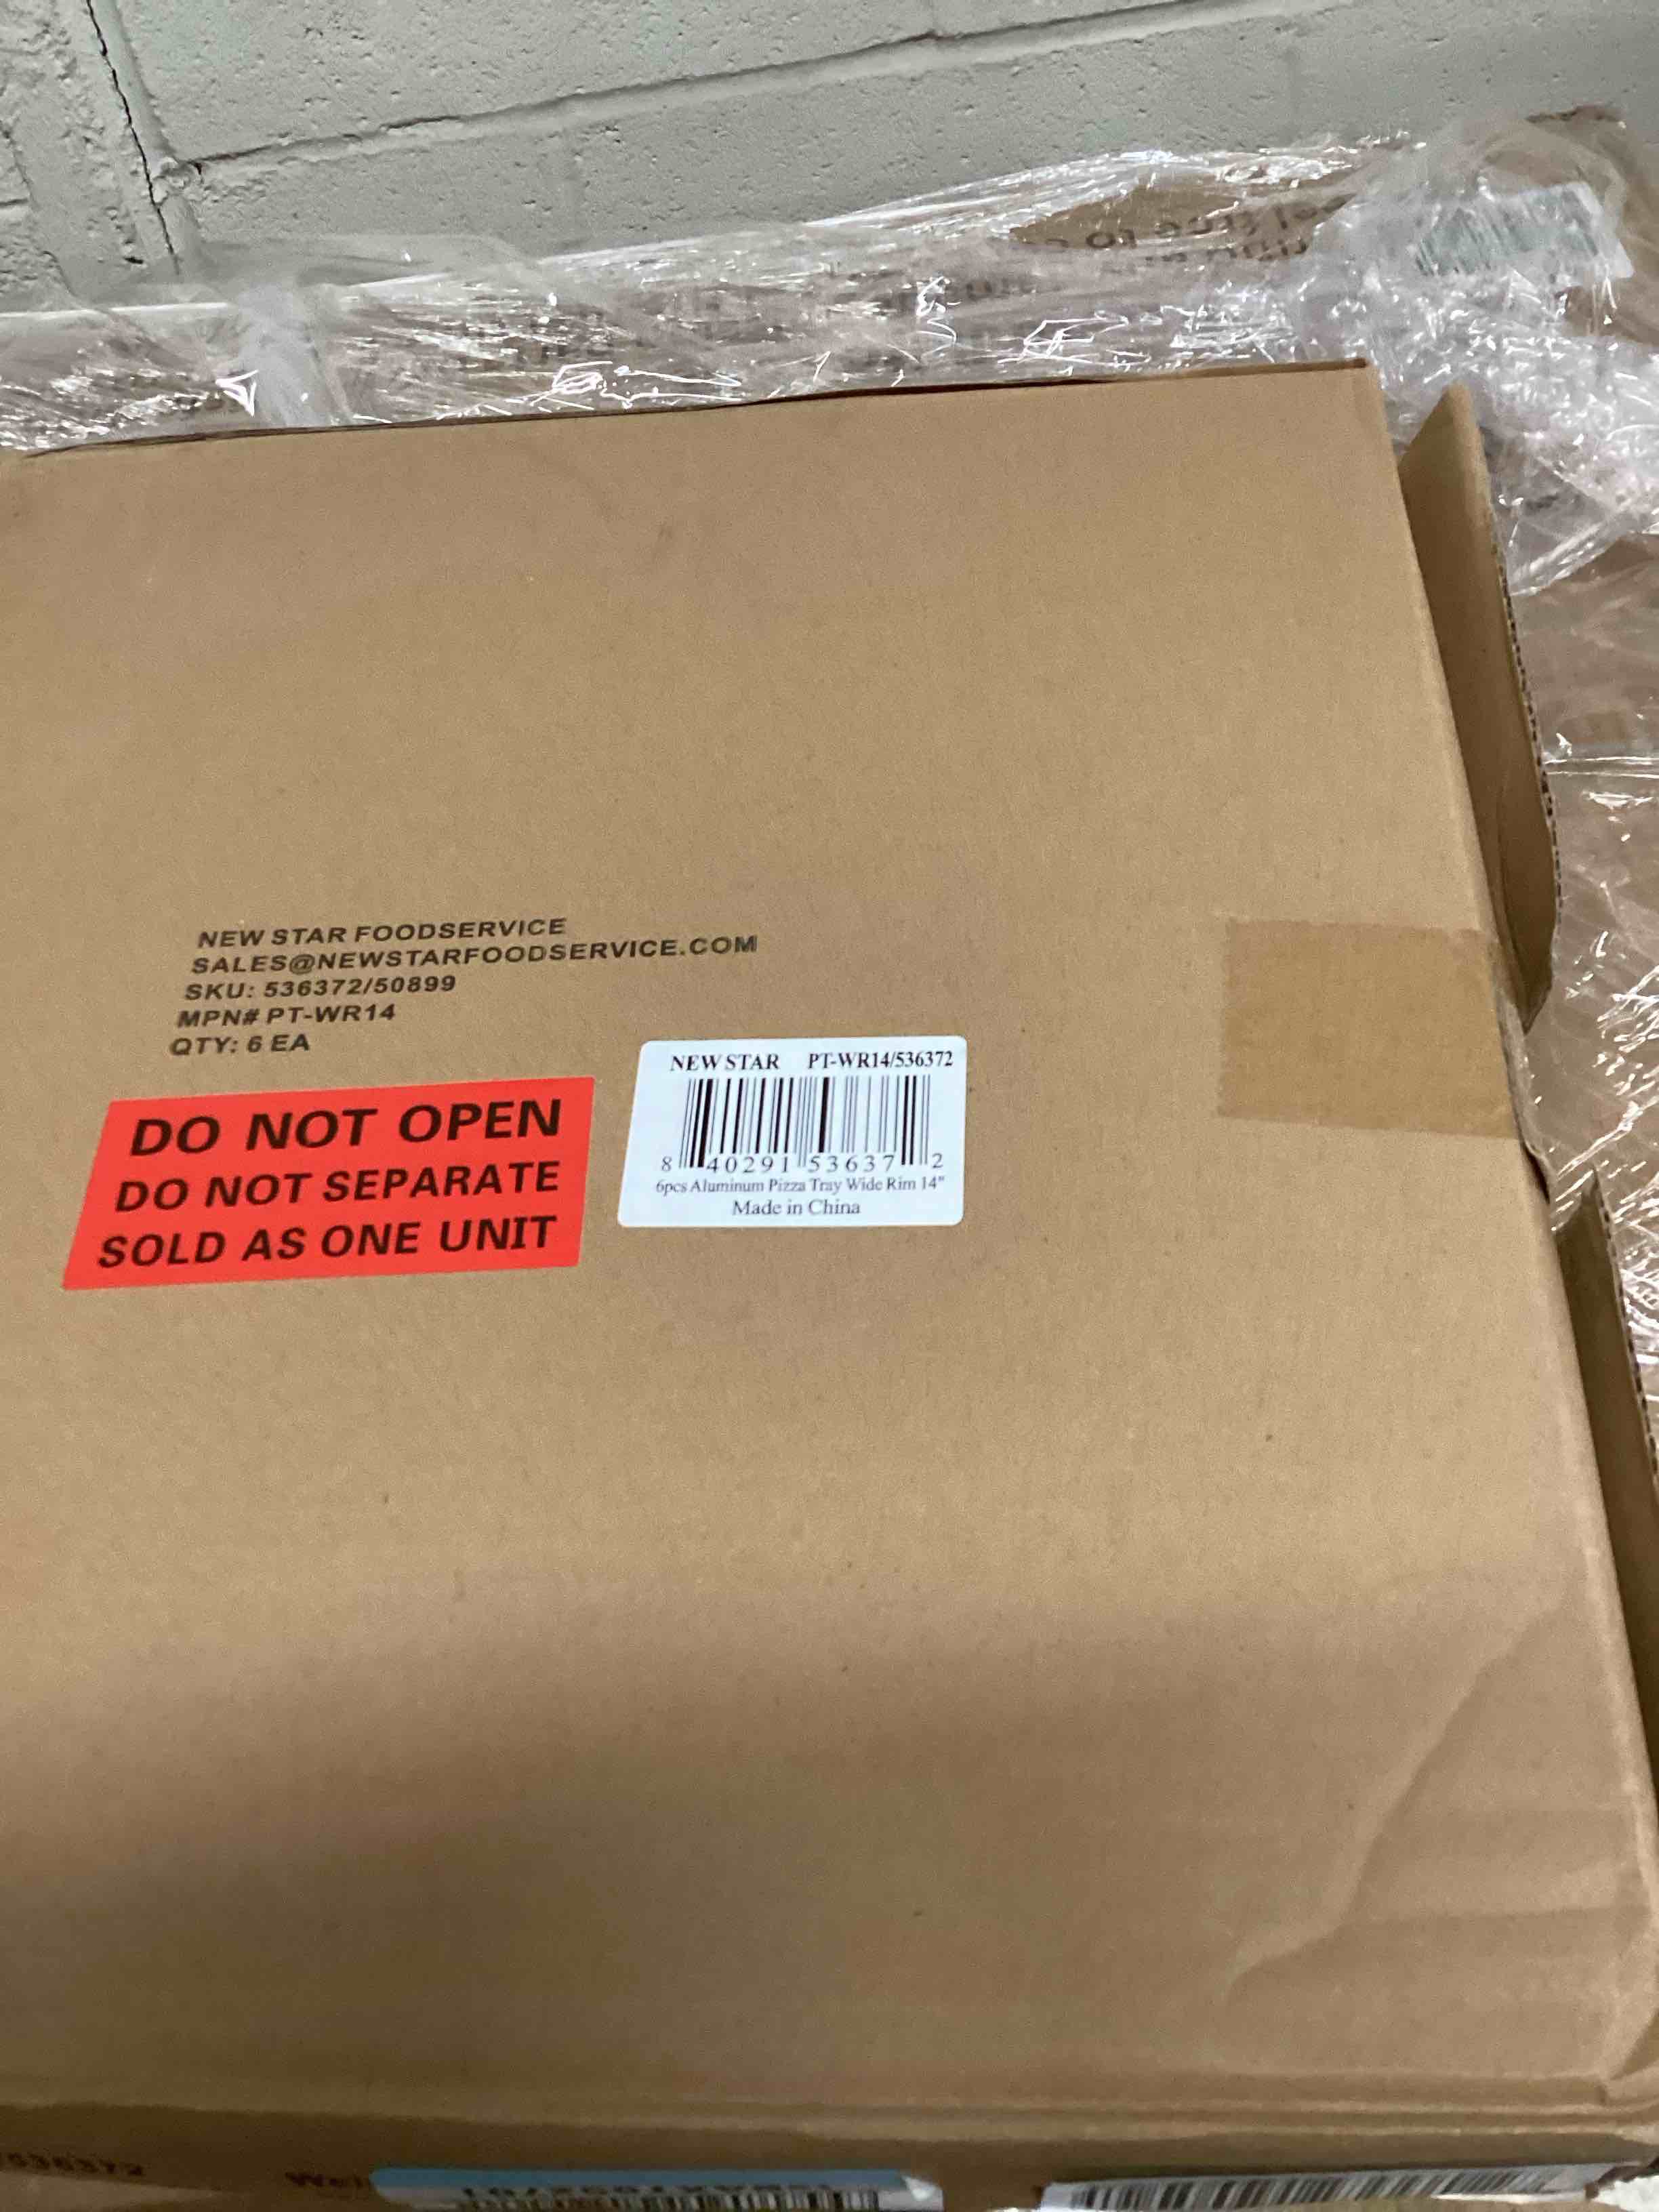 NEW STAR FOODSERVICE
SALES@NEWSTARFOODSERVICE.COM
SKU: 536372/50899
MPN# PT-WR14
QTY: 6 EA
DO NOT OPEN
DO NOT SEPARATE
SOLD AS ONE UNIT
NEW STAR PT-WR14/536372
8 40291 53637 2
6pcs Aluminum Pizza Tray Wide Rim 14"
Made in China